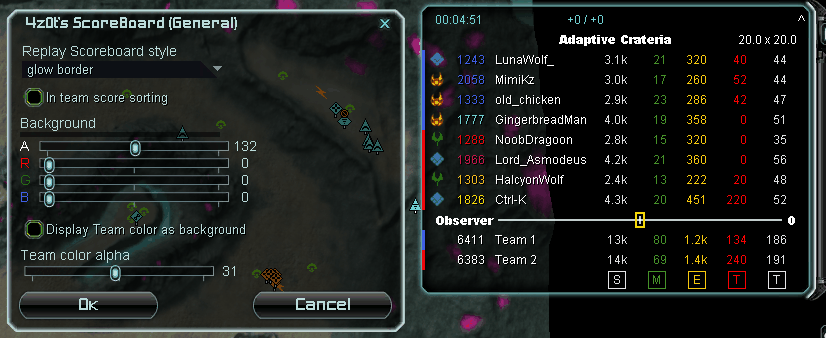 4z0t's ScoreBoard (General)
Replay Scoreboard style
glow border
In team score sorting
Background
A 132
R 0
G 0
B 0
Display Team color as background
Team color alpha
31
Ok Cancel
00:04:51 +0 / +0 ^
Adaptive Crateria 20.0 x 20.0
1243 LunaWolf_ 3.1k 21 320 40 44
2058 MimiKz 3.0k 17 260 52 44
1333 old_chicken 2.9k 23 286 42 47
1777 GingerbreadMan 4.0k 19 358 0 51
1288 NoobDragoon 2.8k 15 320 0 35
1966 Lord_Asmodeus 4.2k 21 360 0 56
1303 HalcyonWolf 2.4k 13 222 20 48
1826 Ctrl-K 4.3k 20 451 220 52
Observer 0
6411 Team 1 13k 80 1.2k 134 186
6383 Team 2 14k 69 1.4k 240 191
S M E T T